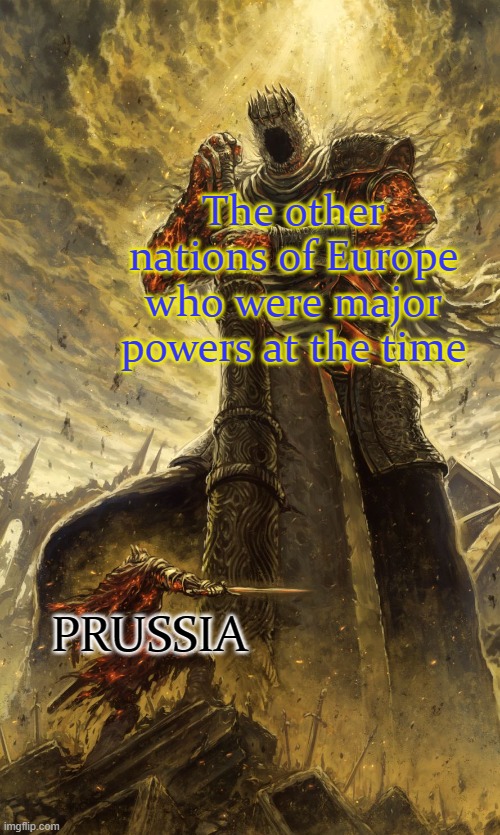 The other
nations of Europe
who were major
powers at the time
PRUSSIA
imgflip.com